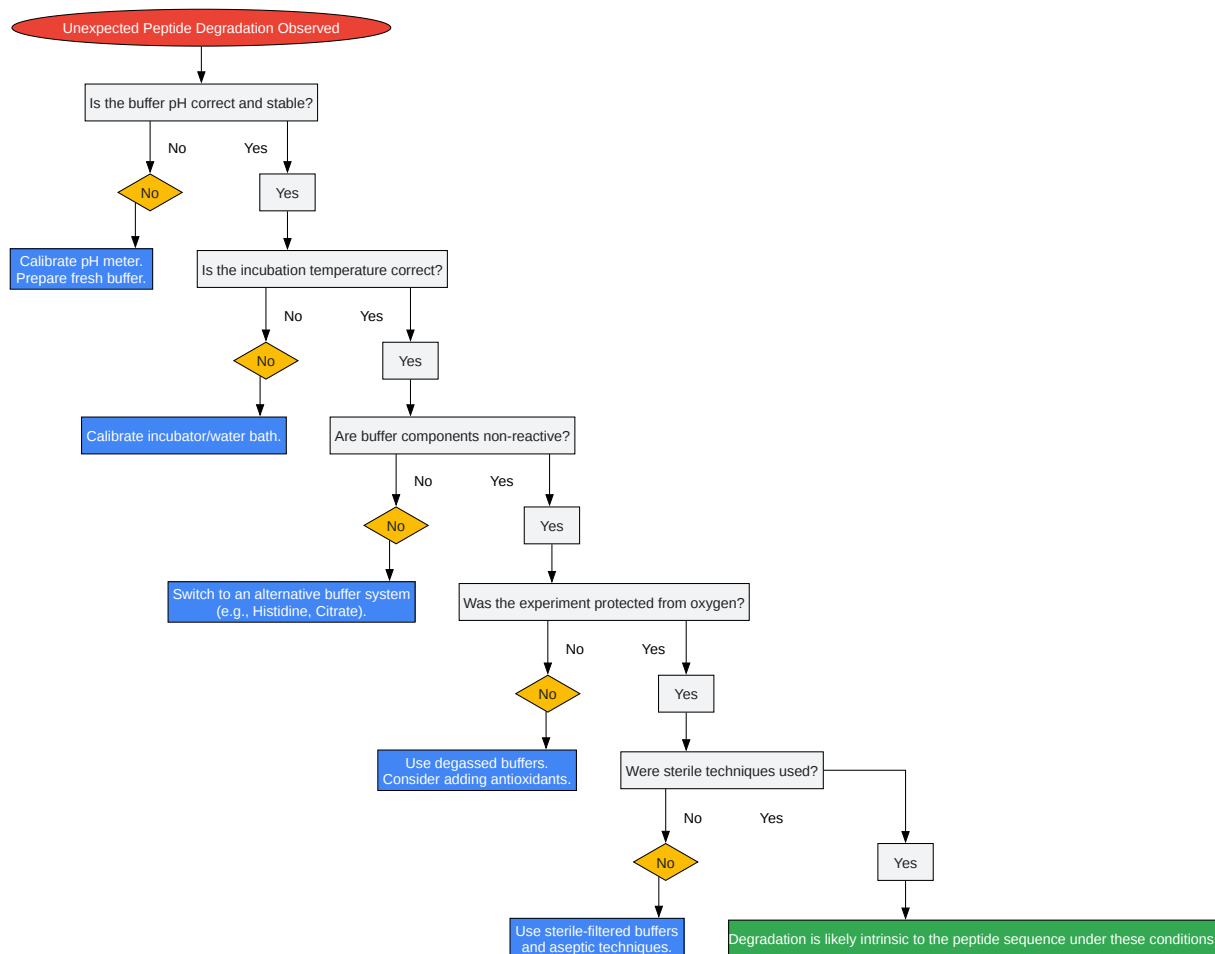 Unexpected Peptide Degradation Observed
Is the buffer pH correct and stable?
No
Yes
No
Yes
Calibrate pH meter.
Prepare fresh buffer.
Is the incubation temperature correct?
No
Yes
No
Yes
Calibrate incubator/water bath.
Are buffer components non-reactive?
No
Yes
No
Yes
Switch to an alternative buffer system
(e.g., Histidine, Citrate).
Was the experiment protected from oxygen?
No
Yes
No
Yes
Use degassed buffers.
Consider adding antioxidants.
Were sterile techniques used?
No
Yes
No
Yes
Use sterile-filtered buffers
and aseptic techniques.
Degradation is likely intrinsic to the peptide sequence under these conditions